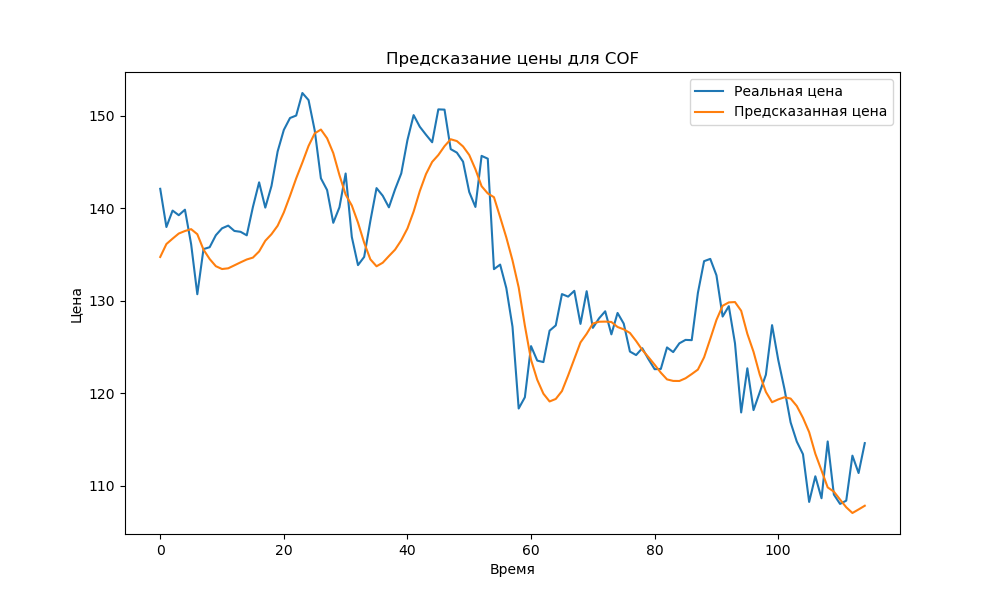 Предсказание цены для COF
Реальная цена
Предсказанная цена
Цена
150
140
130
120
110
0 20 40 60 80 100
Время